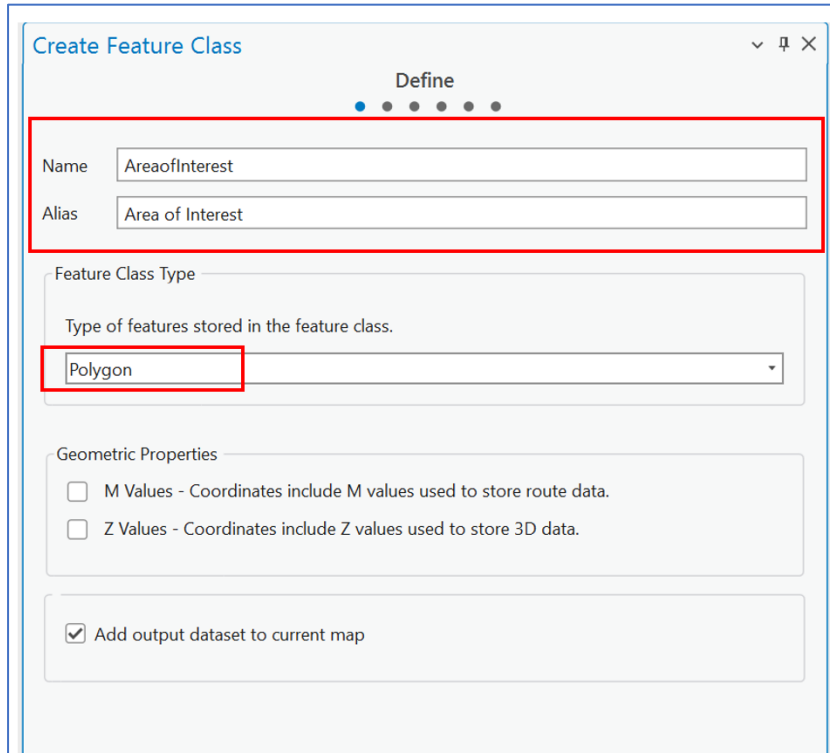 Create Feature Class
Define
Name AreaofInterest
Alias Area of Interest
Feature Class Type
Type of features stored in the feature class.
Polygon
Geometric Properties
M Values - Coordinates include M values used to store route data.
Z Values - Coordinates include Z values used to store 3D data.
Add output dataset to current map